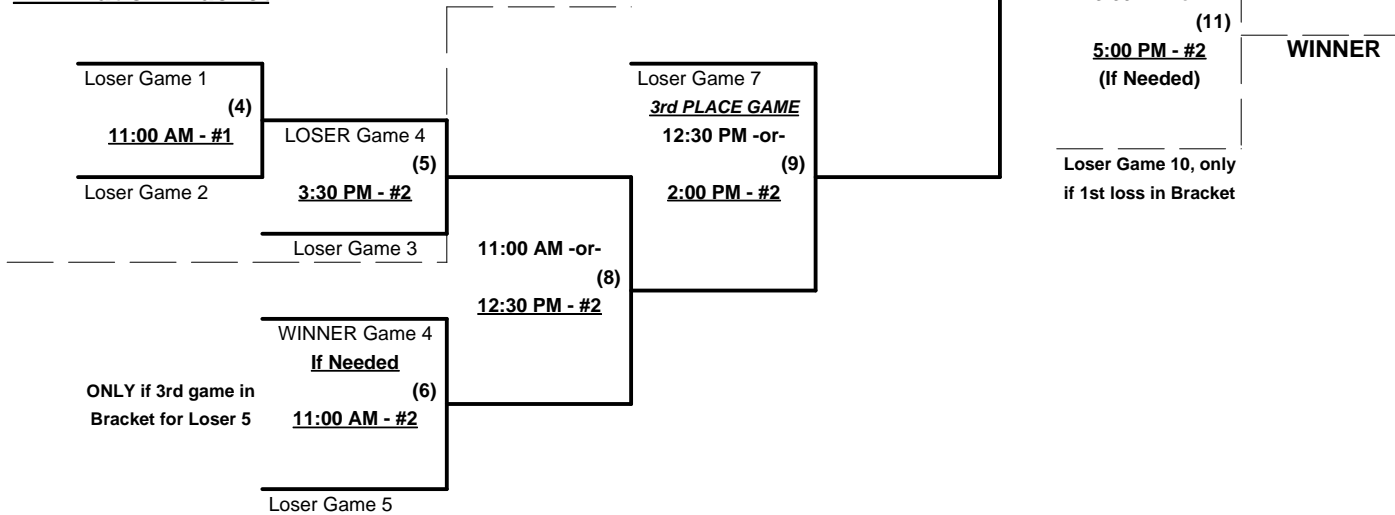 (11)
5:00 PM - #2
(If Needed)
WINNER
Loser Game 10, only
if 1st loss in Bracket
Loser Game 1
(4)
11:00 AM - #1
Loser Game 2
LOSER Game 4
(5)
3:30 PM - #2
Loser Game 3
Loser Game 7
3rd PLACE GAME
12:30 PM -or-
(9)
2:00 PM - #2
11:00 AM -or-
(8)
12:30 PM - #2
WINNER Game 4
If Needed
(6)
11:00 AM - #2
ONLY if 3rd game in
Bracket for Loser 5
Loser Game 5